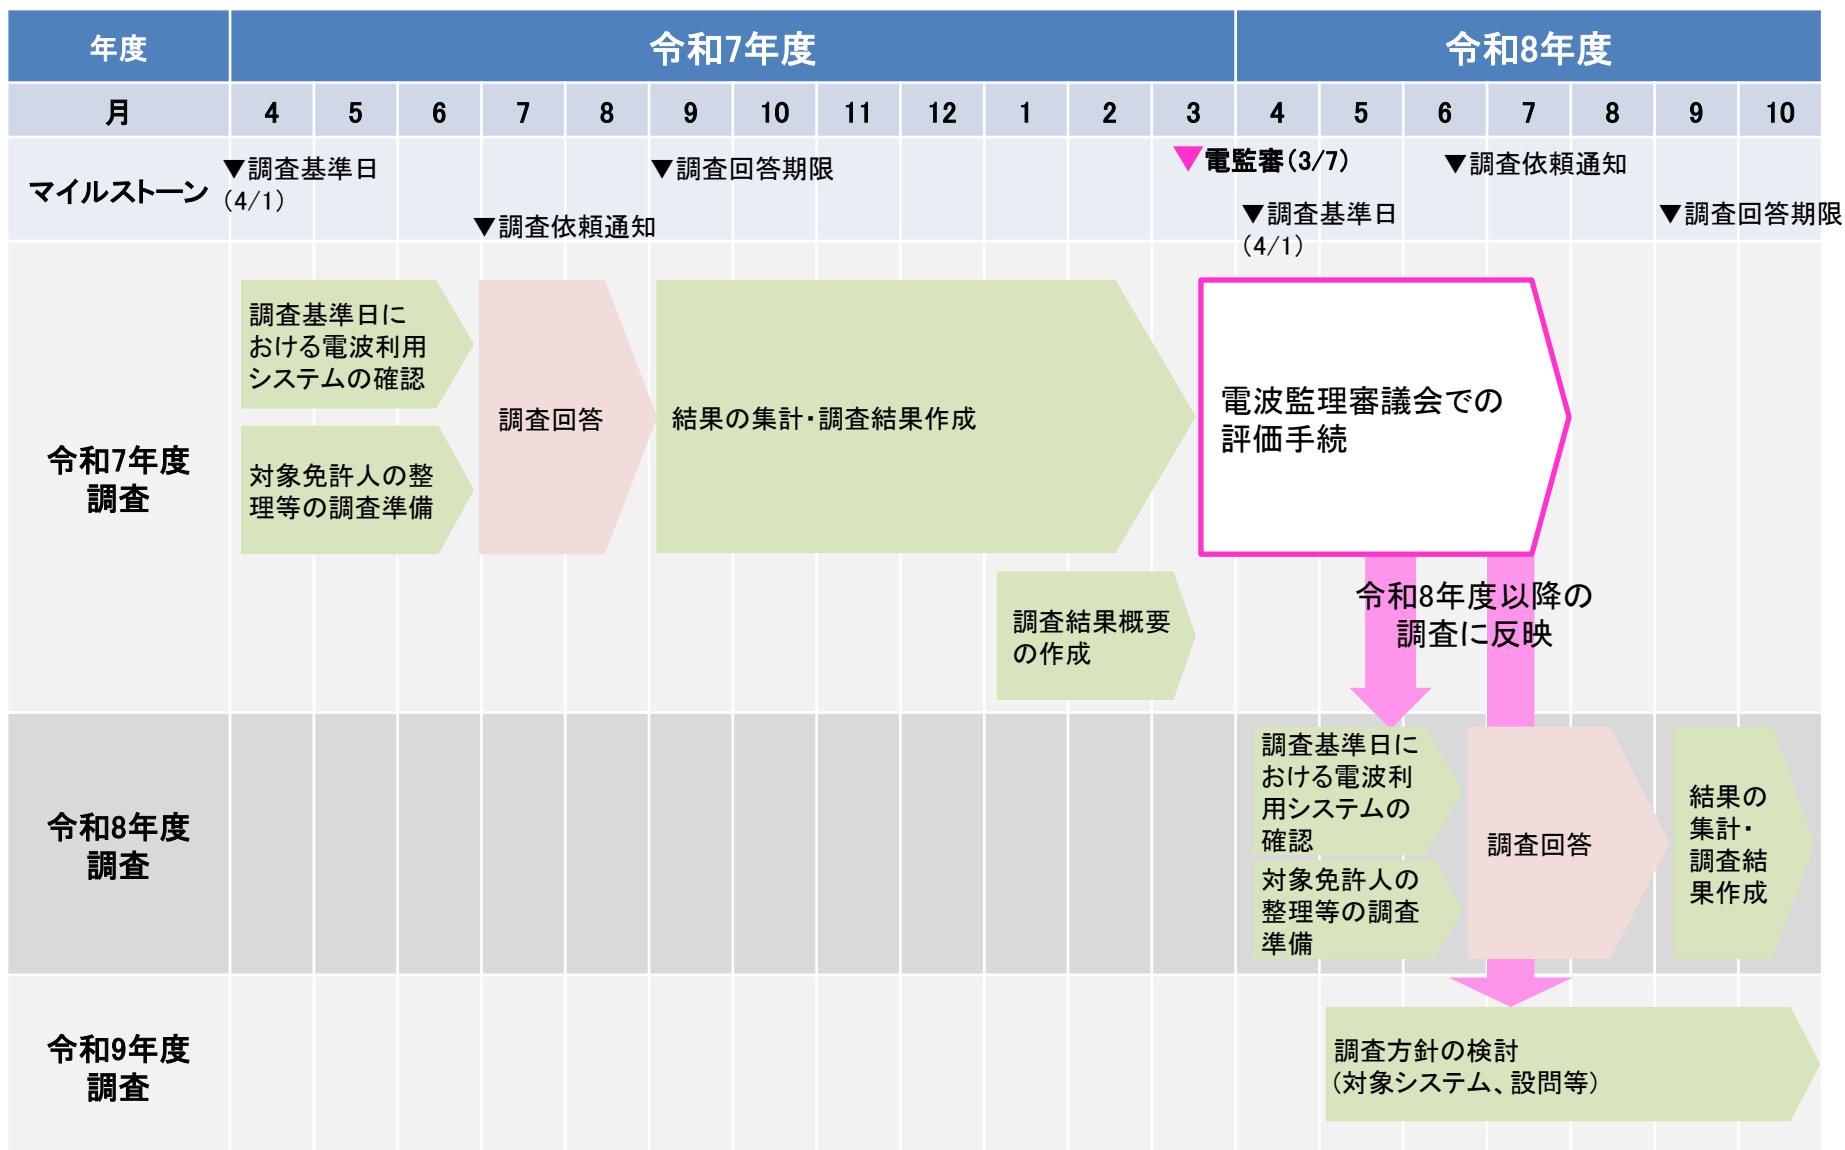 年度
令和7年度
令和8年度
月
4 5 6 7 8 9 10 11 12 1 2 3 4 5 6 7 8 9 10
マイルストーン
▼調査基準日
(4/1)
▼調査依頼通知
▼調査回答期限
▼電監審(3/7)
▼調査基準日
(4/1)
▼調査依頼通知
▼調査回答期限
令和7年度
調査
調査基準日に
おける電波利用
システムの確認
対象免許人の整
理等の調査準備
調査回答
結果の集計・調査結果作成
調査結果概要
の作成
電波監理審議会での
評価手続
令和8年度以降の
調査に反映
令和8年度
調査
調査基準日に
おける電波利
用システムの
確認
対象免許人の
整理等の調査
準備
調査回答
結果の
集計・
調査結
果作成
令和9年度
調査
調査方針の検討
(対象システム、設問等)